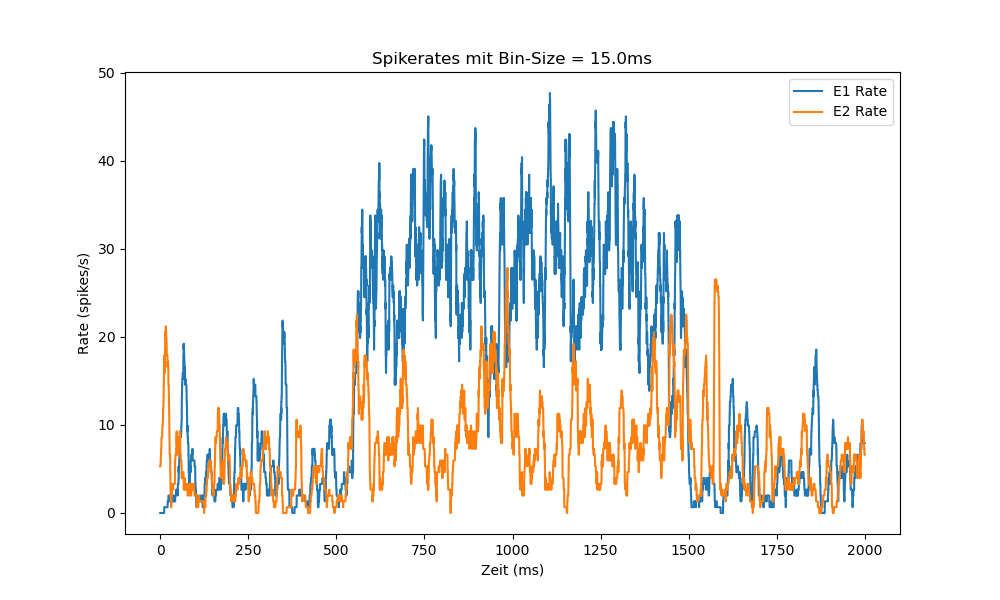 Spikerates mit Bin-Size = 15.0ms
E1 Rate
E2 Rate
Rate (spikes/s)
50
40
30
20
10
0
0 250 500 750 1000 1250 1500 1750 2000
Zeit (ms)